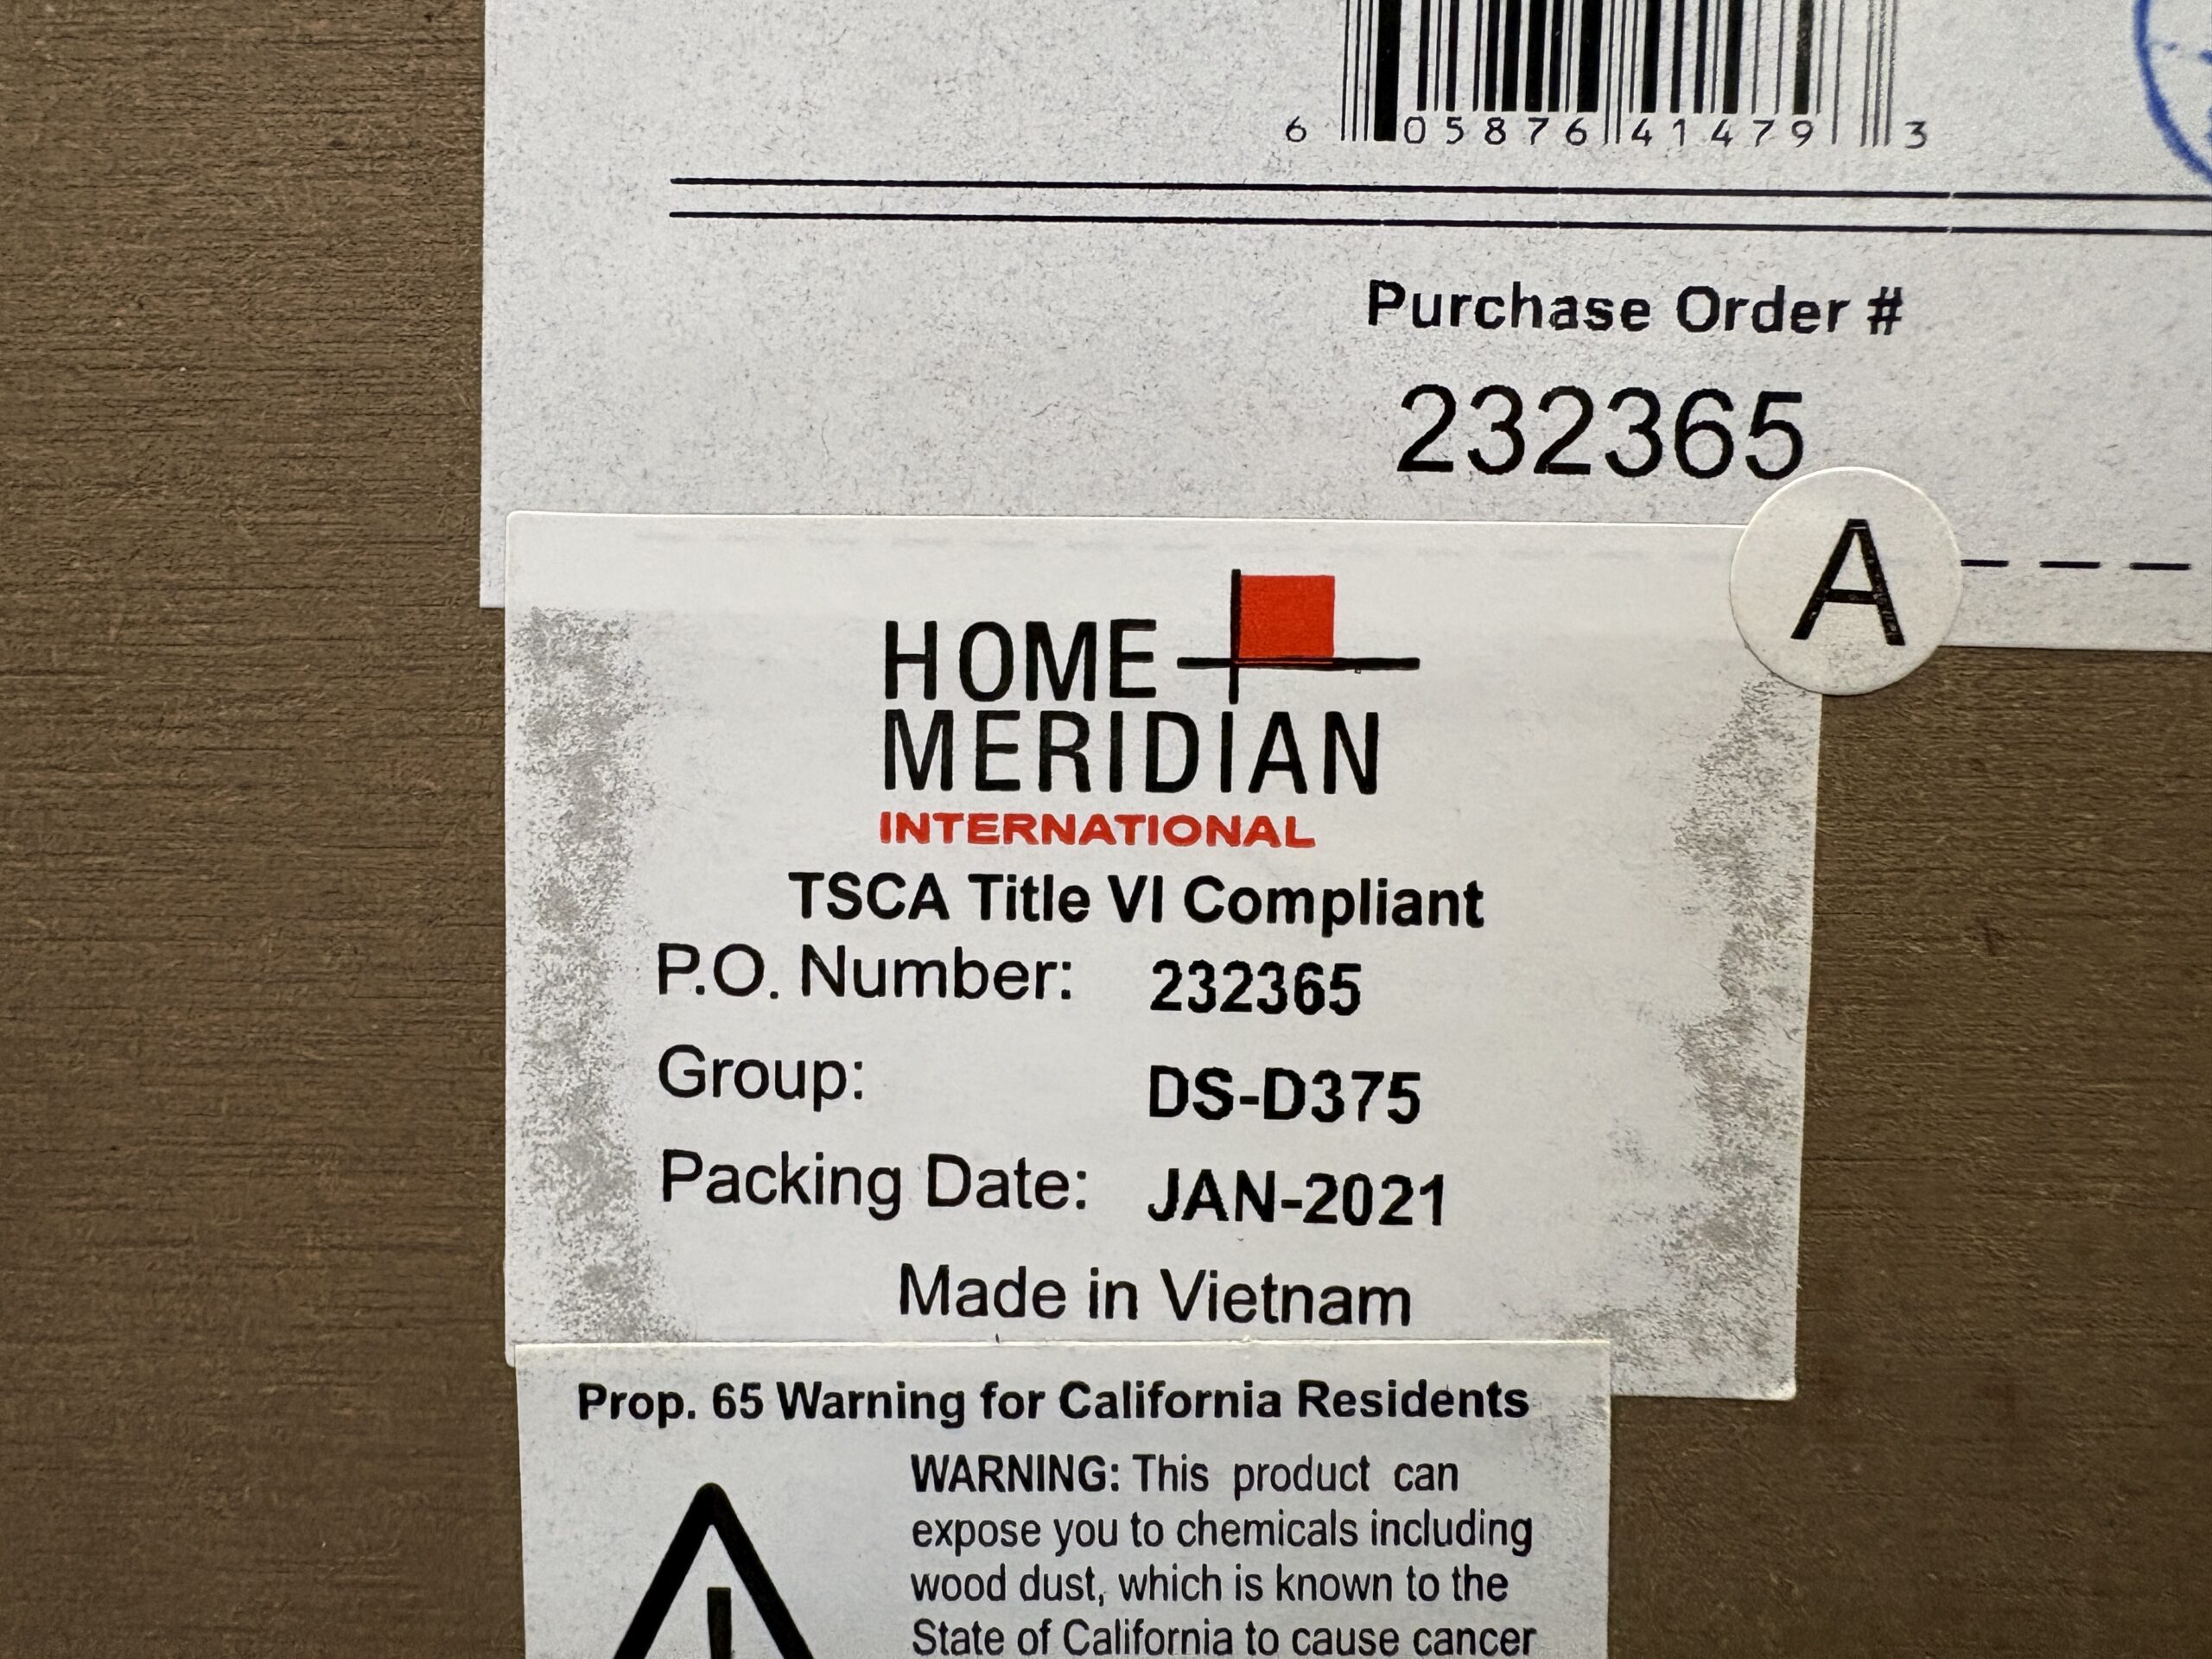 6 05876 41479 3
Purchase Order #
232365
A
HOME
MERIDIAN
INTERNATIONAL
TSCA Title VI Compliant
P.O. Number: 232365
Group: DS-D375
Packing Date: JAN-2021
Made in Vietnam
Prop. 65 Warning for California Residents
WARNING: This product can
expose you to chemicals including
wood dust, which is known to the
State of California to cause cancer